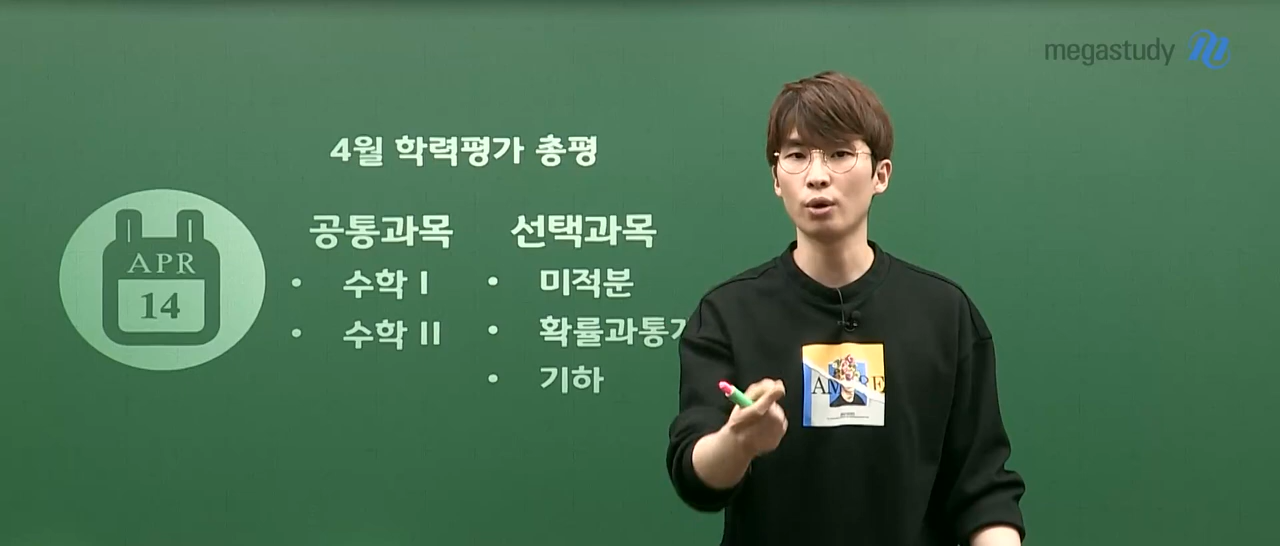 megastudy
4월 학력평가 총평
공통과목 선택과목
• 수학 I • 미적분
• 수학 II • 확률과통
• 기하
APR
14